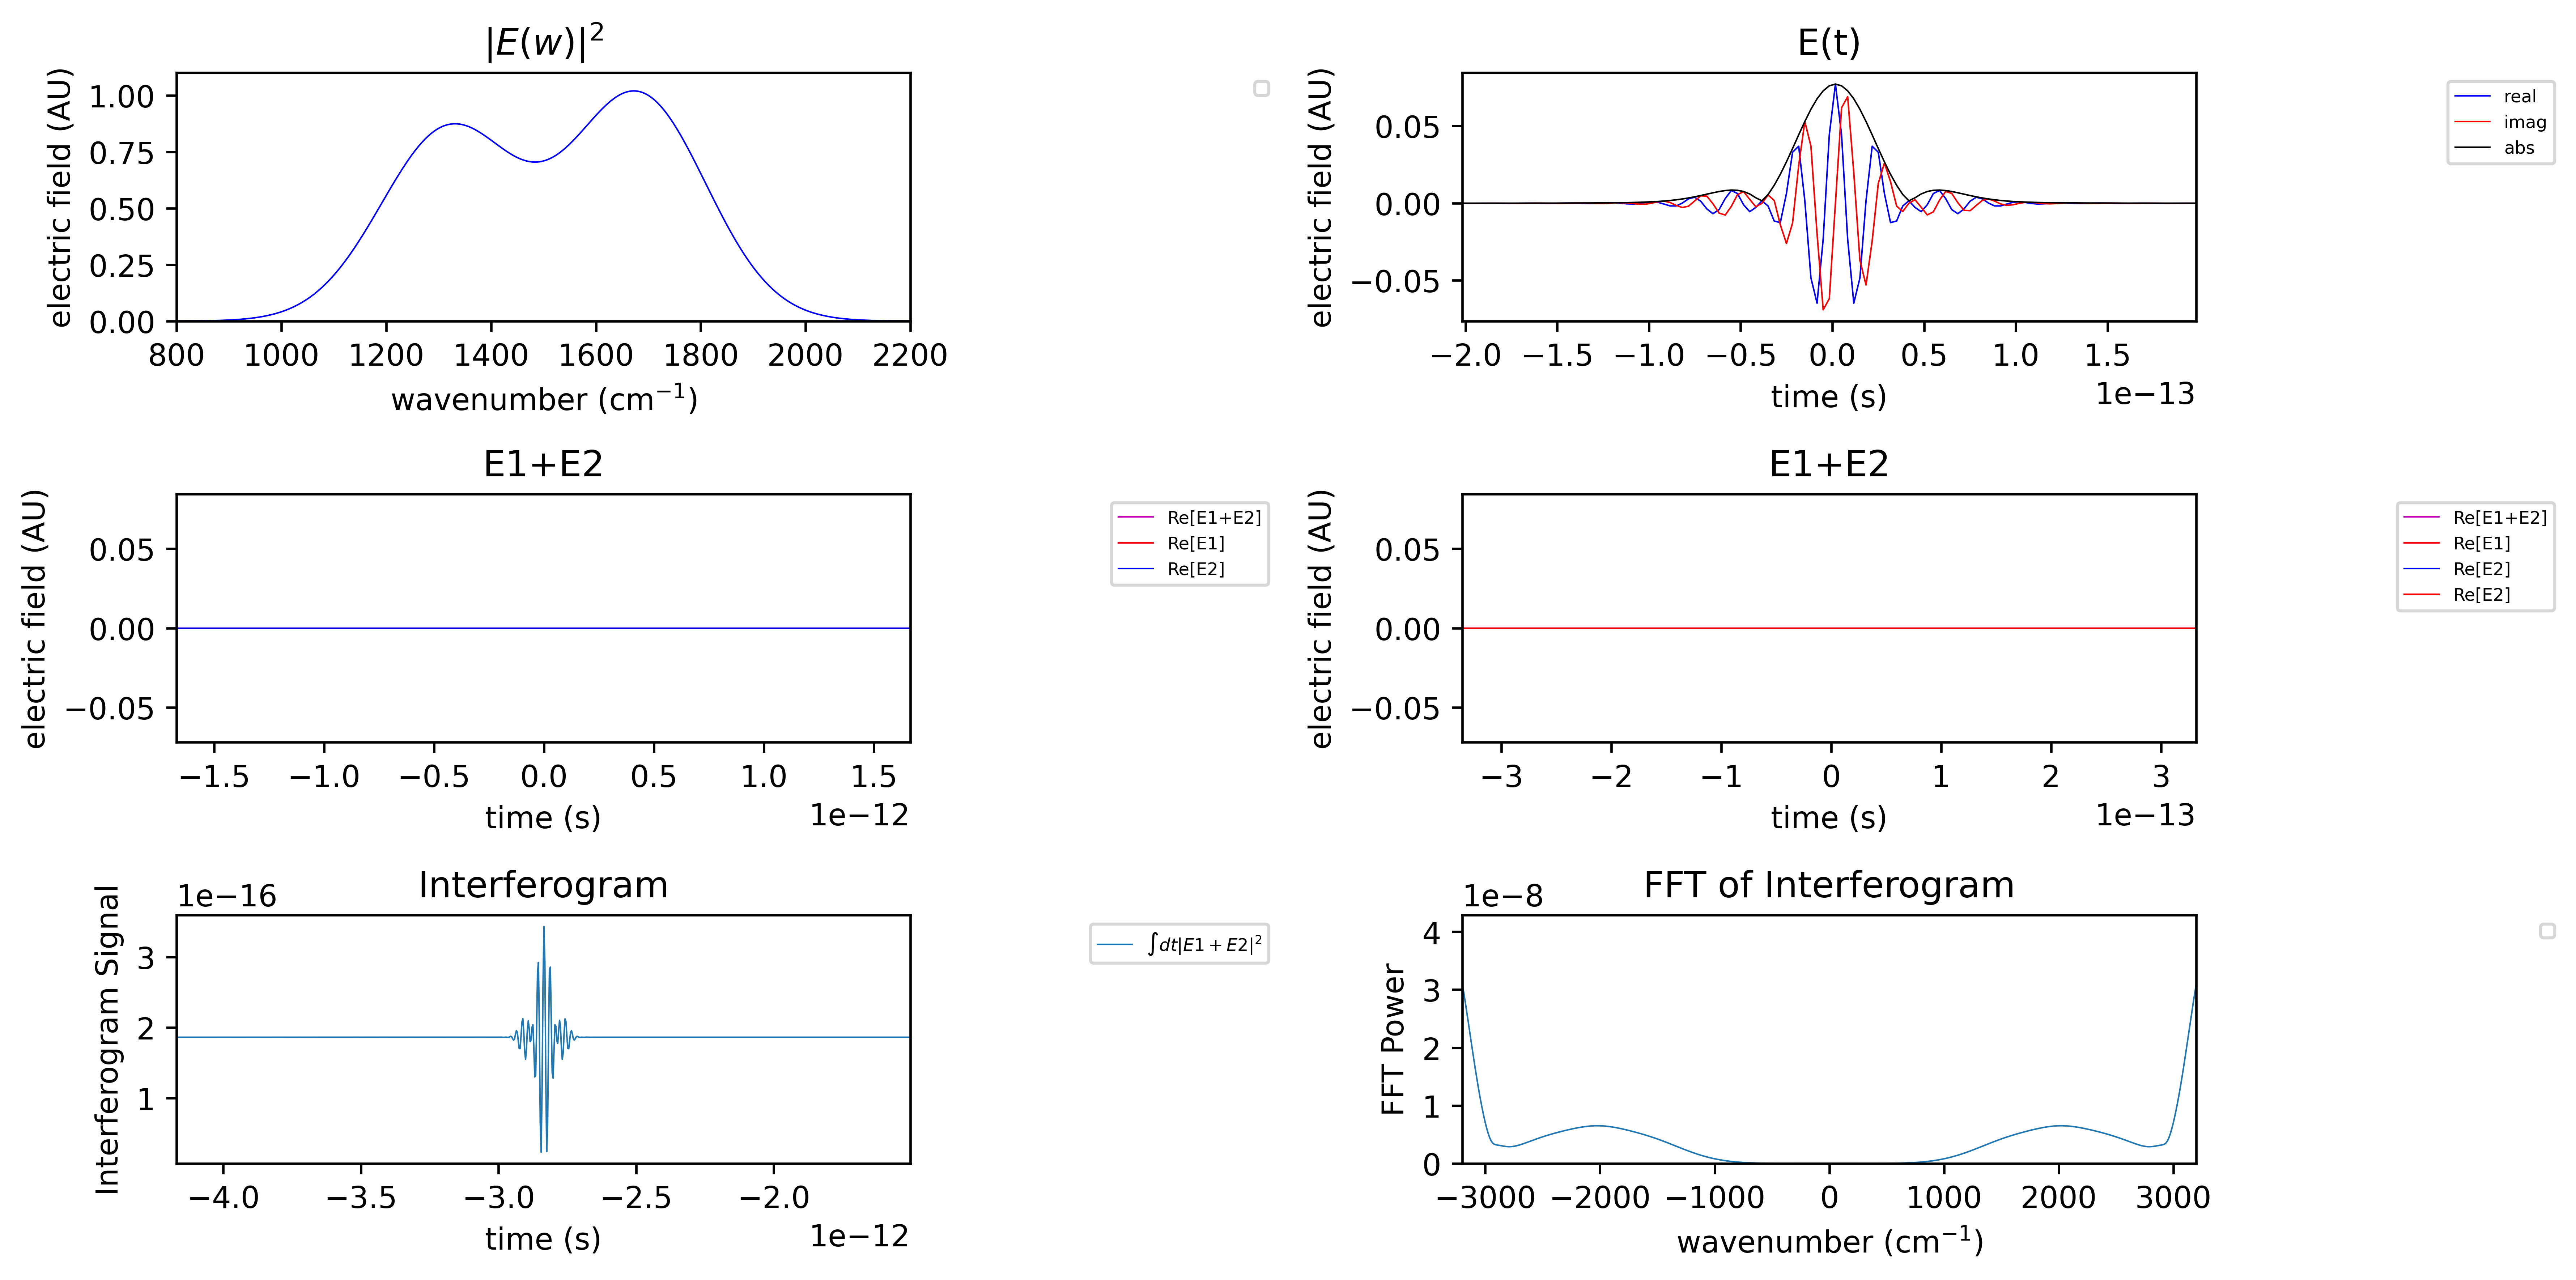 |E(w)|²
electric field (AU)
1.00
0.75
0.50
0.25
0.00
800 1000 1200 1400 1600 1800 2000 2200
wavenumber (cm⁻¹)
E(t)
electric field (AU)
0.05
0.00
−0.05
−2.0 −1.5 −1.0 −0.5 0.0 0.5 1.0 1.5
time (s)
1e−13
real
imag
abs
E1+E2
electric field (AU)
0.05
0.00
−0.05
−1.5 −1.0 −0.5 0.0 0.5 1.0 1.5
time (s)
1e−12
Re[E1+E2]
Re[E1]
Re[E2]
E1+E2
electric field (AU)
0.05
0.00
−0.05
−3 −2 −1 0 1 2 3
time (s)
1e−13
Re[E1+E2]
Re[E1]
Re[E2]
Re[E2]
Interferogram
1e−16
Interferogram Signal
3
2
1
−4.0 −3.5 −3.0 −2.5 −2.0
time (s)
1e−12
∫dt|E1 + E2|²
FFT of Interferogram
1e−8
FFT Power
4
3
2
1
0
−3000 −2000 −1000 0 1000 2000 3000
wavenumber (cm⁻¹)